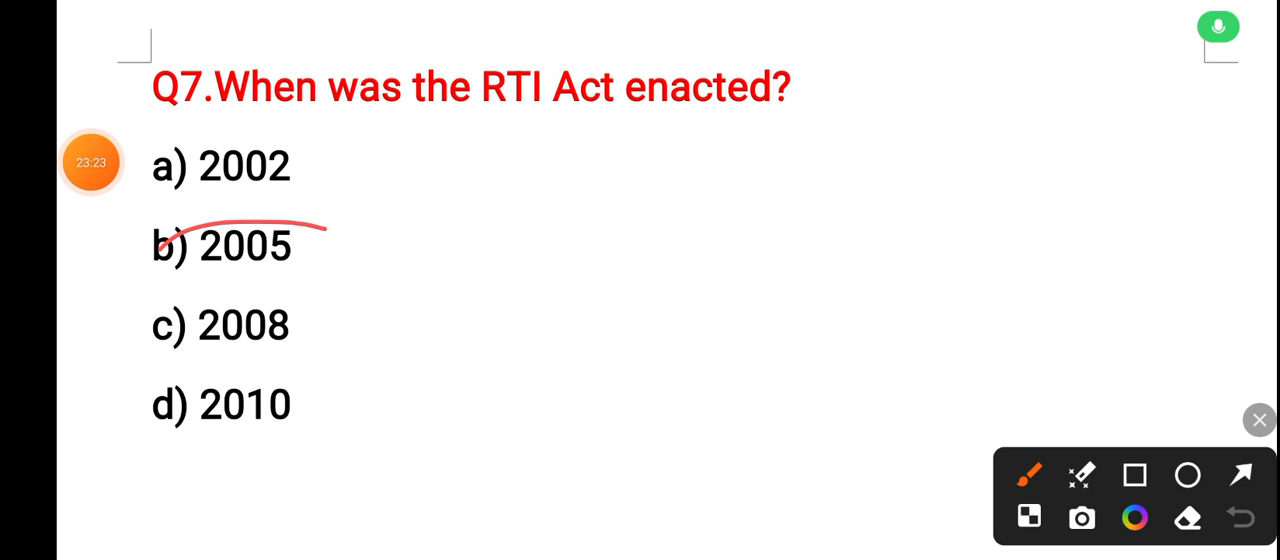 Q7.When was the RTI Act enacted?
23:23
a) 2002
b) 2005
c) 2008
d) 2010